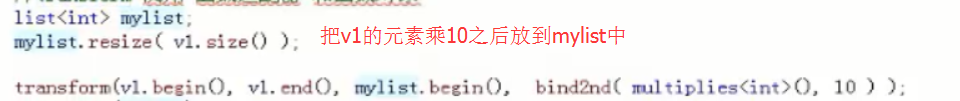 list<int> mylist;
mylist.resize( v1.size() ); 把v1的元素乘10之后放到mylist中
transform(v1.begin(), v1.end(), mylist.begin(), bind2nd( multiplies<int>(), 10 ) );